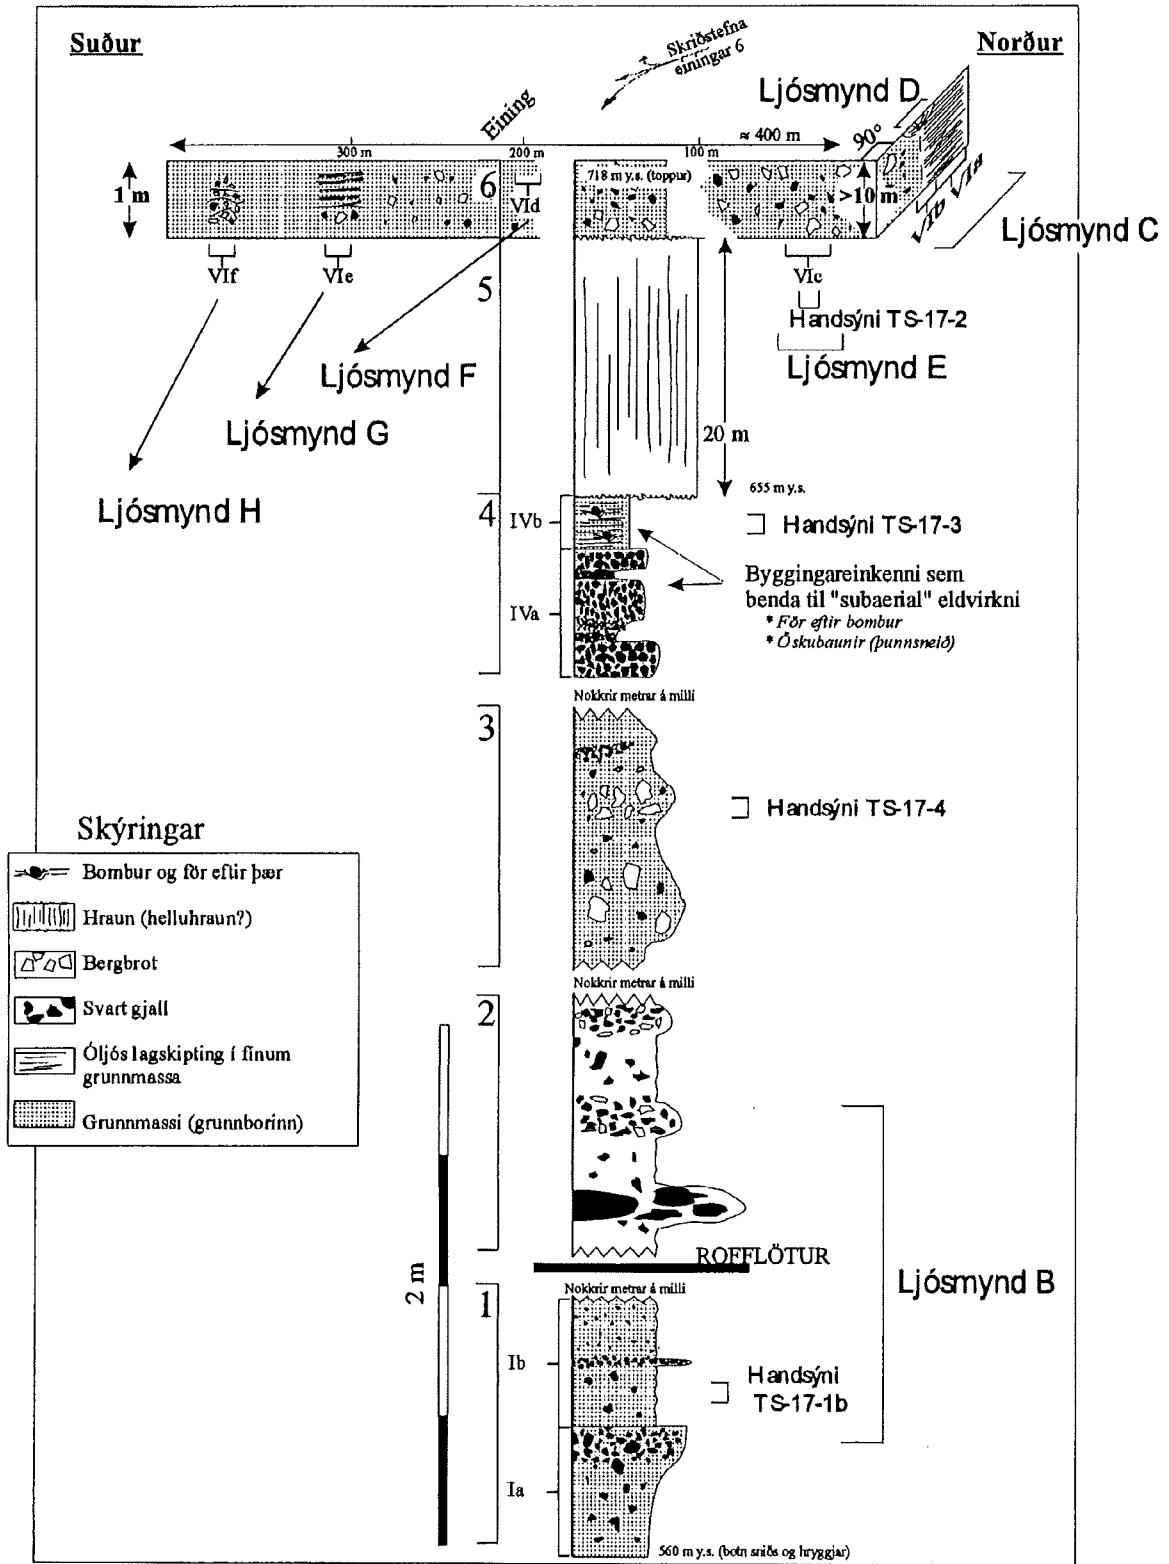 Suður
Norður
Skriðstefna
einingar 6
Ljósmynd D
Eining
≈ 400 m
90°
300 m
200 m
100 m
1 m
6
VId
718 m y.s. (toppur)
>10 m
VIb
VIa
Ljósmynd C
VIf
VIe
VIc
5
Handsýni TS-17-2
Ljósmynd E
Ljósmynd F
Ljósmynd G
Ljósmynd H
20 m
655 m y.s.
4
IVb
Handsýni TS-17-3
IVa
Byggingareinkenni sem
benda til "subaerial" eldvirkni
* För eftir bombur
* Öskubaunir (þunnsneið)
Nokkrir metrar á milli
3
Handsýni TS-17-4
Skýringar
Bombur og för eftir þær
Hraun (helluhraun?)
Bergbrot
Svart gjall
Óljós lagskipting í fínum
grunnmassa
Grunnmassi (grunnborinn)
Nokkrir metrar á milli
2
ROFFLÖTUR
2 m
Nokkrir metrar á milli
1
Ljósmynd B
Ib
Handsýni
TS-17-1b
Ia
560 m y.s. (botn sniðs og hryggjar)